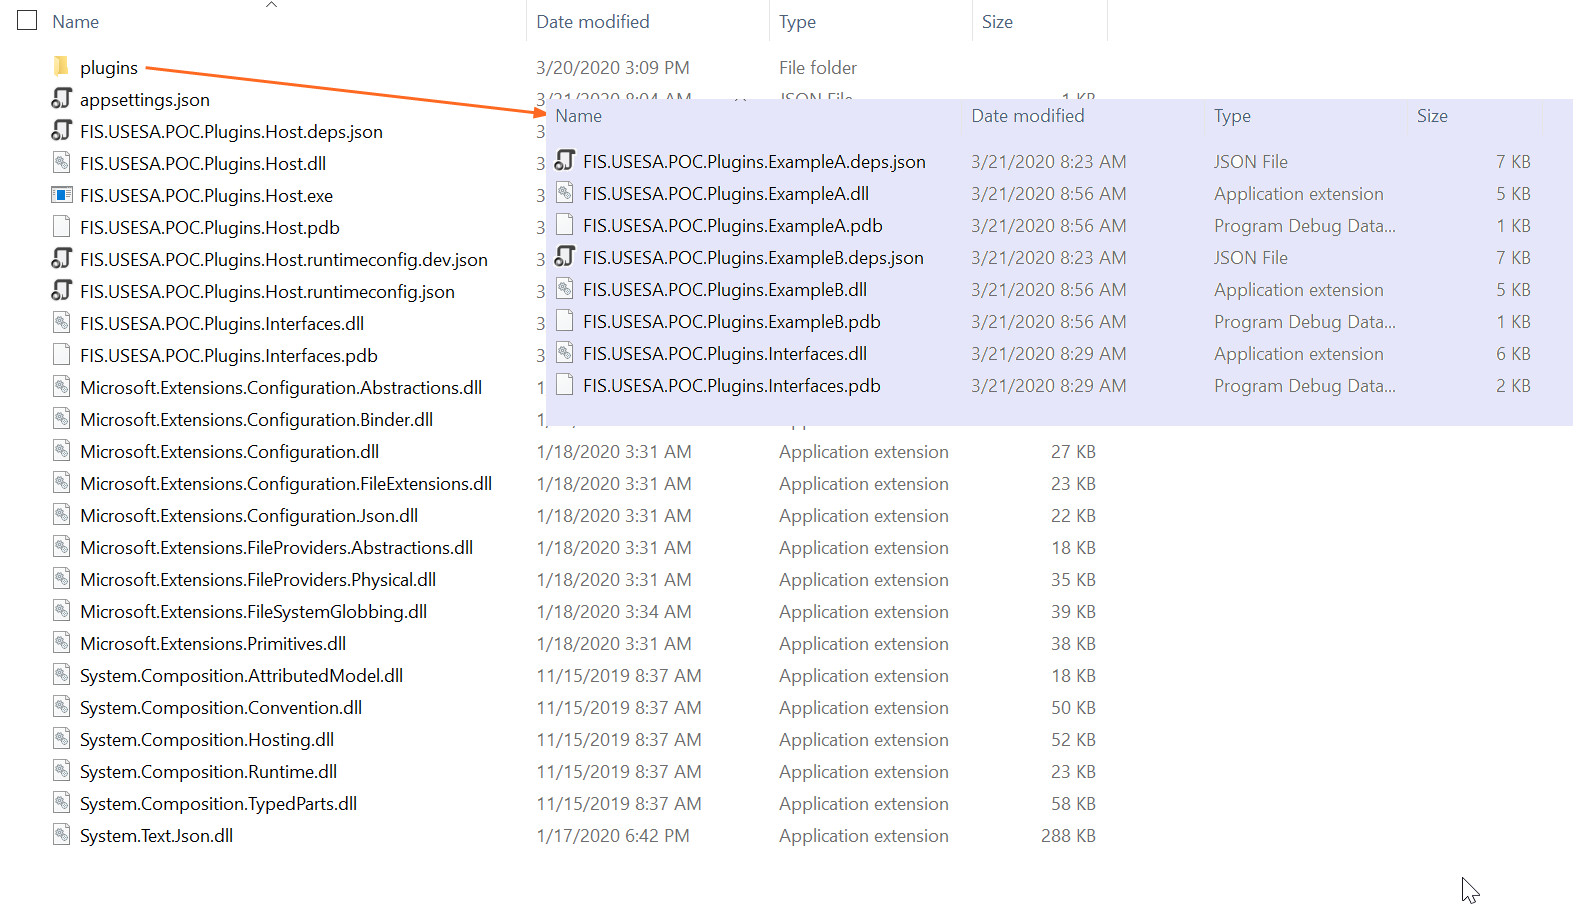 Name Date modified Type Size
plugins 3/20/2020 3:09 PM File folder
appsettings.json
FIS.USESA.POC.Plugins.Host.deps.json
FIS.USESA.POC.Plugins.Host.dll
FIS.USESA.POC.Plugins.Host.exe
FIS.USESA.POC.Plugins.Host.pdb
FIS.USESA.POC.Plugins.Host.runtimeconfig.dev.json
FIS.USESA.POC.Plugins.Host.runtimeconfig.json
FIS.USESA.POC.Plugins.Interfaces.dll
FIS.USESA.POC.Plugins.Interfaces.pdb
Microsoft.Extensions.Configuration.Abstractions.dll
Microsoft.Extensions.Configuration.Binder.dll
Microsoft.Extensions.Configuration.dll 1/18/2020 3:31 AM Application extension 27 KB
Microsoft.Extensions.Configuration.FileExtensions.dll 1/18/2020 3:31 AM Application extension 23 KB
Microsoft.Extensions.Configuration.Json.dll 1/18/2020 3:31 AM Application extension 22 KB
Microsoft.Extensions.FileProviders.Abstractions.dll 1/18/2020 3:31 AM Application extension 18 KB
Microsoft.Extensions.FileProviders.Physical.dll 1/18/2020 3:31 AM Application extension 35 KB
Microsoft.Extensions.FileSystemGlobbing.dll 1/18/2020 3:34 AM Application extension 39 KB
Microsoft.Extensions.Primitives.dll 1/18/2020 3:31 AM Application extension 38 KB
System.Composition.AttributedModel.dll 11/15/2019 8:37 AM Application extension 18 KB
System.Composition.Convention.dll 11/15/2019 8:37 AM Application extension 50 KB
System.Composition.Hosting.dll 11/15/2019 8:37 AM Application extension 52 KB
System.Composition.Runtime.dll 11/15/2019 8:37 AM Application extension 23 KB
System.Composition.TypedParts.dll 11/15/2019 8:37 AM Application extension 58 KB
System.Text.Json.dll 1/17/2020 6:42 PM Application extension 288 KB
Name Date modified Type Size
FIS.USESA.POC.Plugins.ExampleA.deps.json 3/21/2020 8:23 AM JSON File 7 KB
FIS.USESA.POC.Plugins.ExampleA.dll 3/21/2020 8:56 AM Application extension 5 KB
FIS.USESA.POC.Plugins.ExampleA.pdb 3/21/2020 8:56 AM Program Debug Data... 1 KB
FIS.USESA.POC.Plugins.ExampleB.deps.json 3/21/2020 8:23 AM JSON File 7 KB
FIS.USESA.POC.Plugins.ExampleB.dll 3/21/2020 8:56 AM Application extension 5 KB
FIS.USESA.POC.Plugins.ExampleB.pdb 3/21/2020 8:56 AM Program Debug Data... 1 KB
FIS.USESA.POC.Plugins.Interfaces.dll 3/21/2020 8:29 AM Application extension 6 KB
FIS.USESA.POC.Plugins.Interfaces.pdb 3/21/2020 8:29 AM Program Debug Data... 2 KB